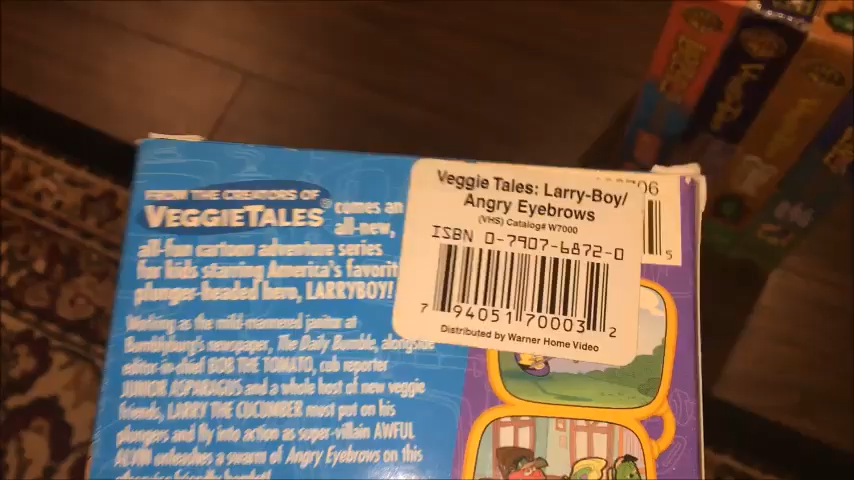 FROM THE CREATORS OF
VEGGIETALES® comes an
all-new,
all-fun cartoon adventure series
for kids starring America's favorit
plunger-headed hero, LARRYBOY!
Working as the mild-mannered janitor at
Bumblyburg's newspaper, The Daily Bumble, alongside
editor-in-chief BOB THE TOMATO, cub reporter
JUNIOR ASPARAGUS and a whole host of new veggie
friends, LARRY THE CUCUMBER must put on his
plungers and fly into action as super-villain AWFUL
ALVIN unleashes a swarm of Angry Eyebrows on this
Veggie Tales: Larry-Boy/
Angry Eyebrows
(VHS) Catalog# W7000
ISBN 0-7907-6872-0
7 94051 70003 2
Distributed by Warner Home Video
706
5